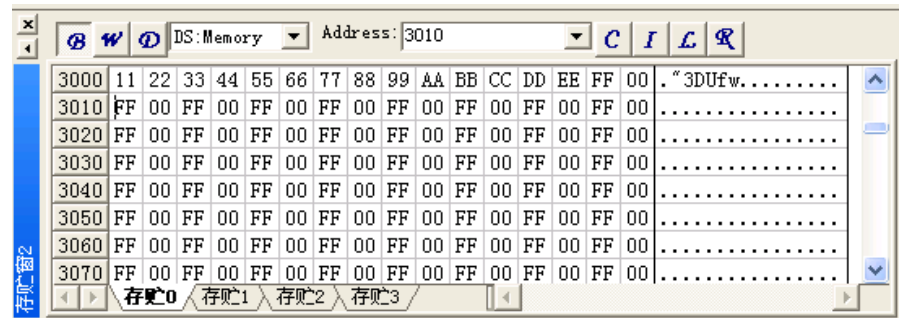 B W D DS:Memory Address: 3010 C I L R
3000 11 22 33 44 55 66 77 88 99 AA BB CC DD EE FF 00 ."3DUfw.........
3010 FF 00 FF 00 FF 00 FF 00 FF 00 FF 00 FF 00 FF 00 ................
3020 FF 00 FF 00 FF 00 FF 00 FF 00 FF 00 FF 00 FF 00 ................
3030 FF 00 FF 00 FF 00 FF 00 FF 00 FF 00 FF 00 FF 00 ................
3040 FF 00 FF 00 FF 00 FF 00 FF 00 FF 00 FF 00 FF 00 ................
3050 FF 00 FF 00 FF 00 FF 00 FF 00 FF 00 FF 00 FF 00 ................
3060 FF 00 FF 00 FF 00 FF 00 FF 00 FF 00 FF 00 FF 00 ................
3070 FF 00 FF 00 FF 00 FF 00 FF 00 FF 00 FF 00 FF 00 ................
存贮0 存贮1 存贮2 存贮3
存贮窗2